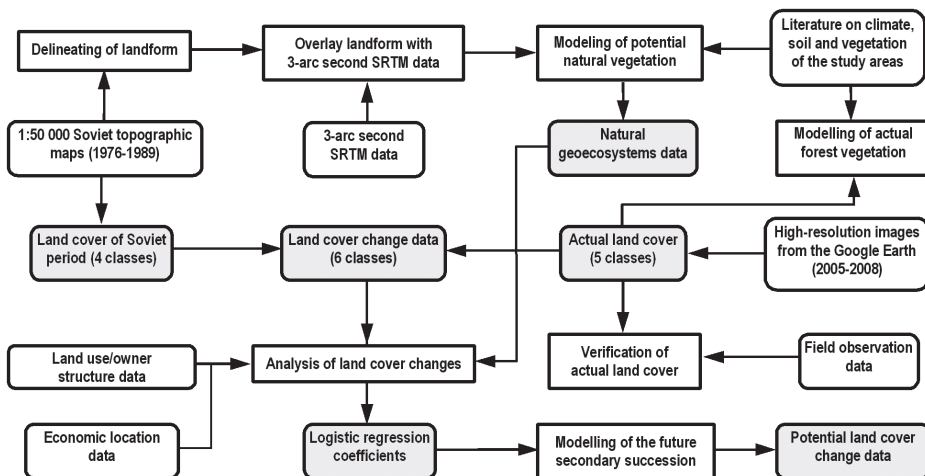 Delineating of landform
Overlay landform with
3-arc second SRTM data
Modeling of potential
natural vegetation
Literature on climate,
soil and vegetation
of the study areas
1:50 000 Soviet topographic
maps (1976-1989)
3-arc second
SRTM data
Natural
geoecosystems data
Modelling of actual
forest vegetation
Land cover of Soviet
period (4 classes)
Land cover change data
(6 classes)
Actual land cover
(5 classes)
High-resolution images
from the Google Earth
(2005-2008)
Land use/owner
structure data
Analysis of land cover changes
Verification of
actual land cover
Field observation
data
Economic location
data
Logistic regression
coefficients
Modelling of the future
secondary succession
Potential land cover
change data